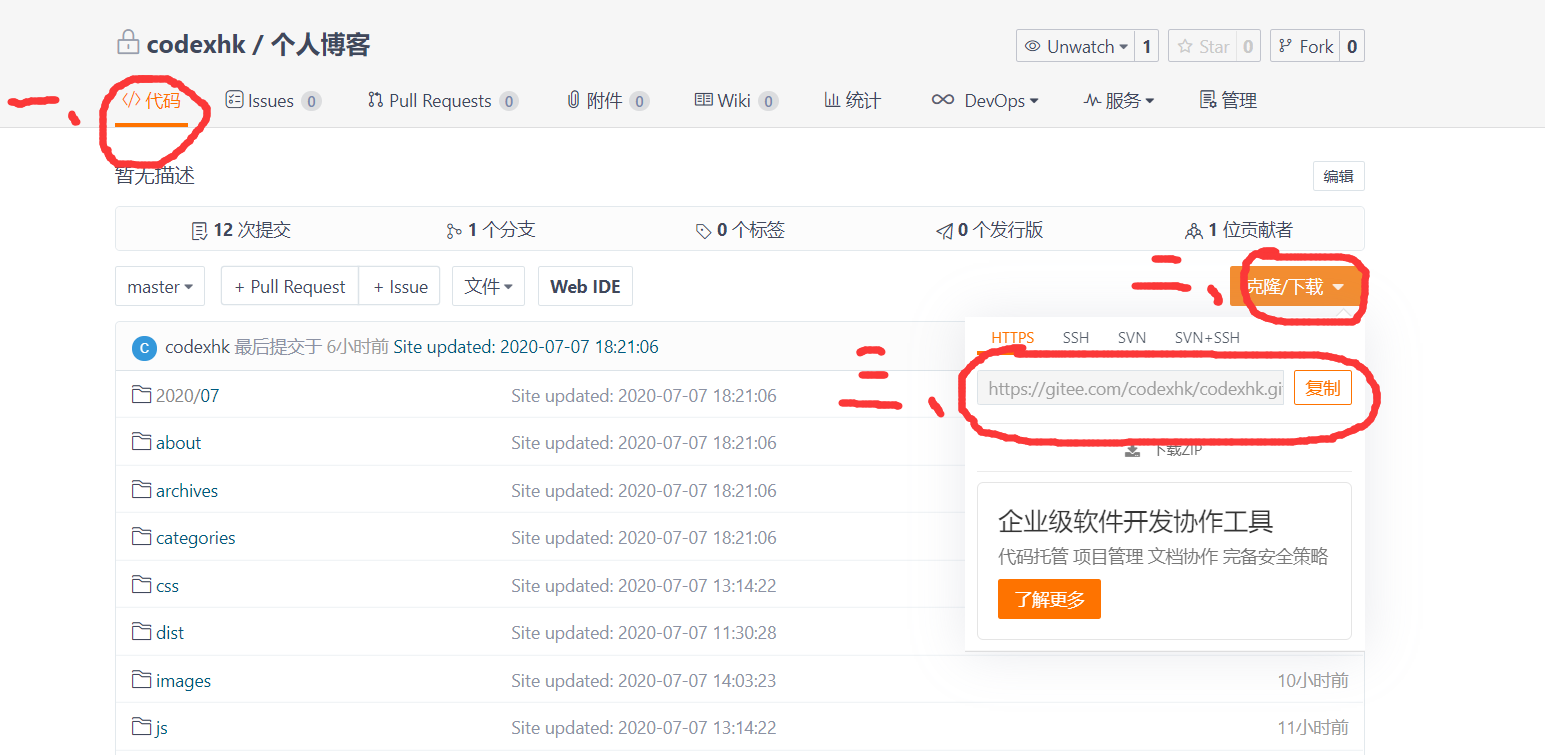 codexhk / 个人博客
Unwatch 1 Star 0 Fork 0
一、 代码 Issues 0 Pull Requests 0 附件 0 Wiki 0 统计 DevOps 服务 管理
暂无描述 编辑
12 次提交 1 个分支 0 个标签 0 个发行版 1 位贡献者
master + Pull Request + Issue 文件 Web IDE 二、 克隆/下载
HTTPS SSH SVN SVN+SSH
C codexhk 最后提交于 6小时前 Site updated: 2020-07-07 18:21:06
三、 https://gitee.com/codexhk/codexhk.gi 复制
2020/07 Site updated: 2020-07-07 18:21:06
about Site updated: 2020-07-07 18:21:06
下载ZIP
archives Site updated: 2020-07-07 18:21:06
企业级软件开发协作工具
categories Site updated: 2020-07-07 18:21:06
代码托管 项目管理 文档协作 完备安全策略
css Site updated: 2020-07-07 13:14:22
了解更多
dist Site updated: 2020-07-07 11:30:28
images Site updated: 2020-07-07 14:03:23 10小时前
js Site updated: 2020-07-07 13:14:22 11小时前